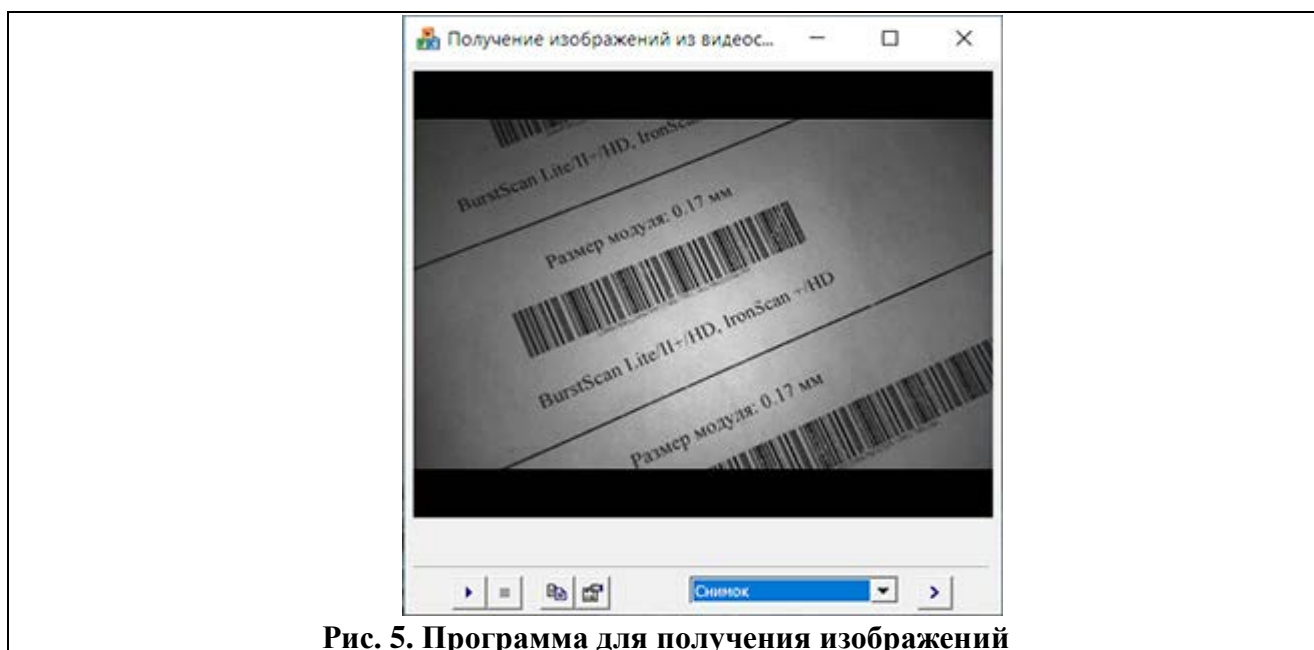 Получение изображений из видеос...
BurstScan Lite/II+/HD,
Размер модуля: 0.17 мм
BurstScan Lite/II+/HD, IronScan +/HD
Размер модуля: 0.17 мм
Снимок
Рис. 5. Программа для получения изображений